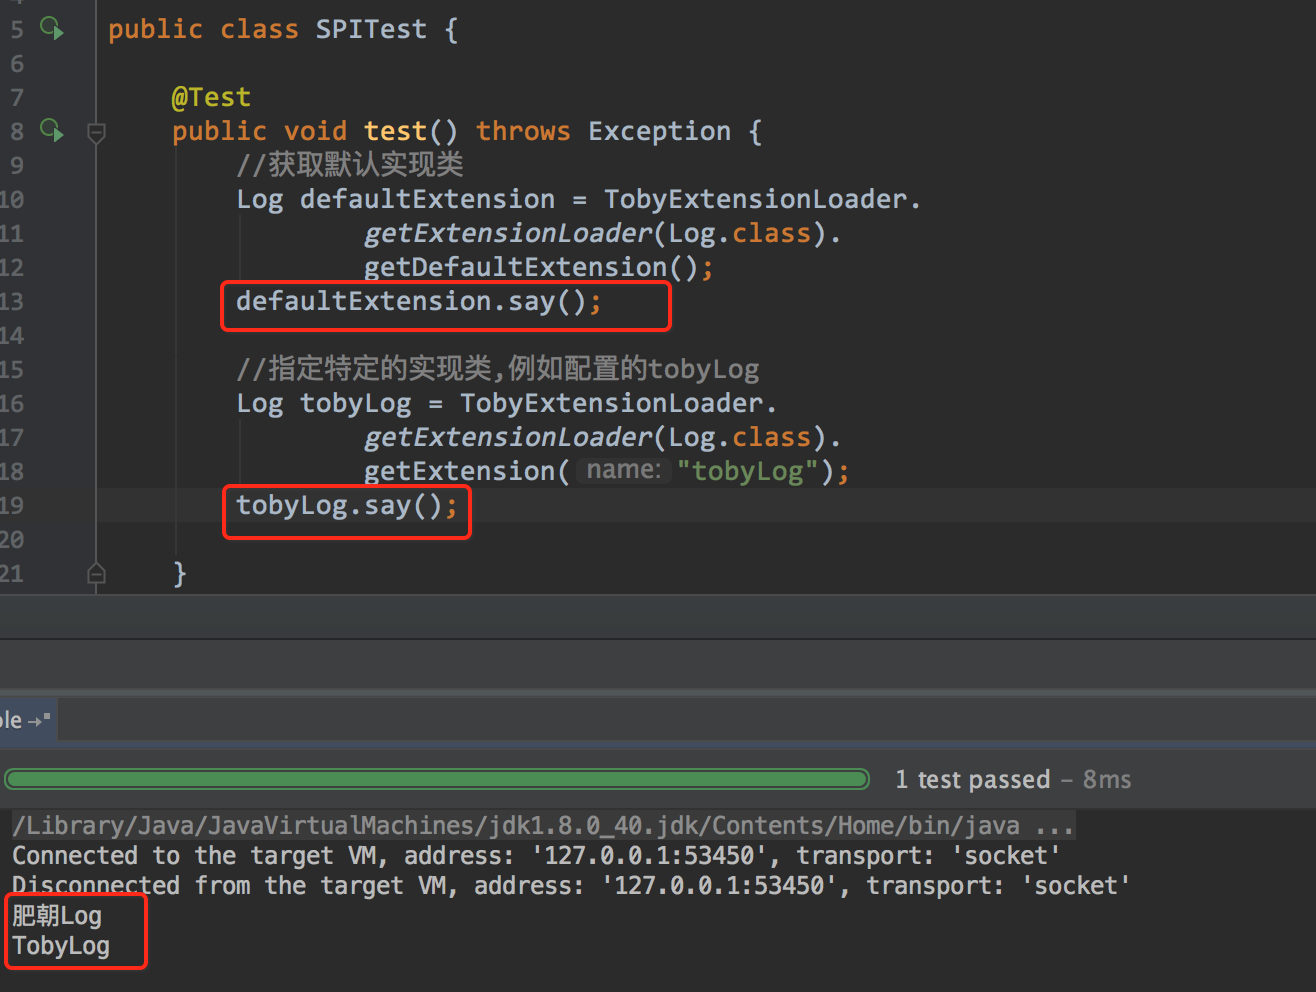 5 public class SPITest {
6
7 @Test
8 public void test() throws Exception {
9 //获取默认实现类
10 Log defaultExtension = TobyExtensionLoader.
11 getExtensionLoader(Log.class).
12 getDefaultExtension();
13 defaultExtension.say();
14
15 //指定特定的实现类,例如配置的tobyLog
16 Log tobyLog = TobyExtensionLoader.
17 getExtensionLoader(Log.class).
18 getExtension( name: "tobyLog");
19 tobyLog.say();
20
21 }
1 test passed – 8ms
/Library/Java/JavaVirtualMachines/jdk1.8.0_40.jdk/Contents/Home/bin/java ...
Connected to the target VM, address: '127.0.0.1:53450', transport: 'socket'
Disconnected from the target VM, address: '127.0.0.1:53450', transport: 'socket'
肥朝Log
TobyLog